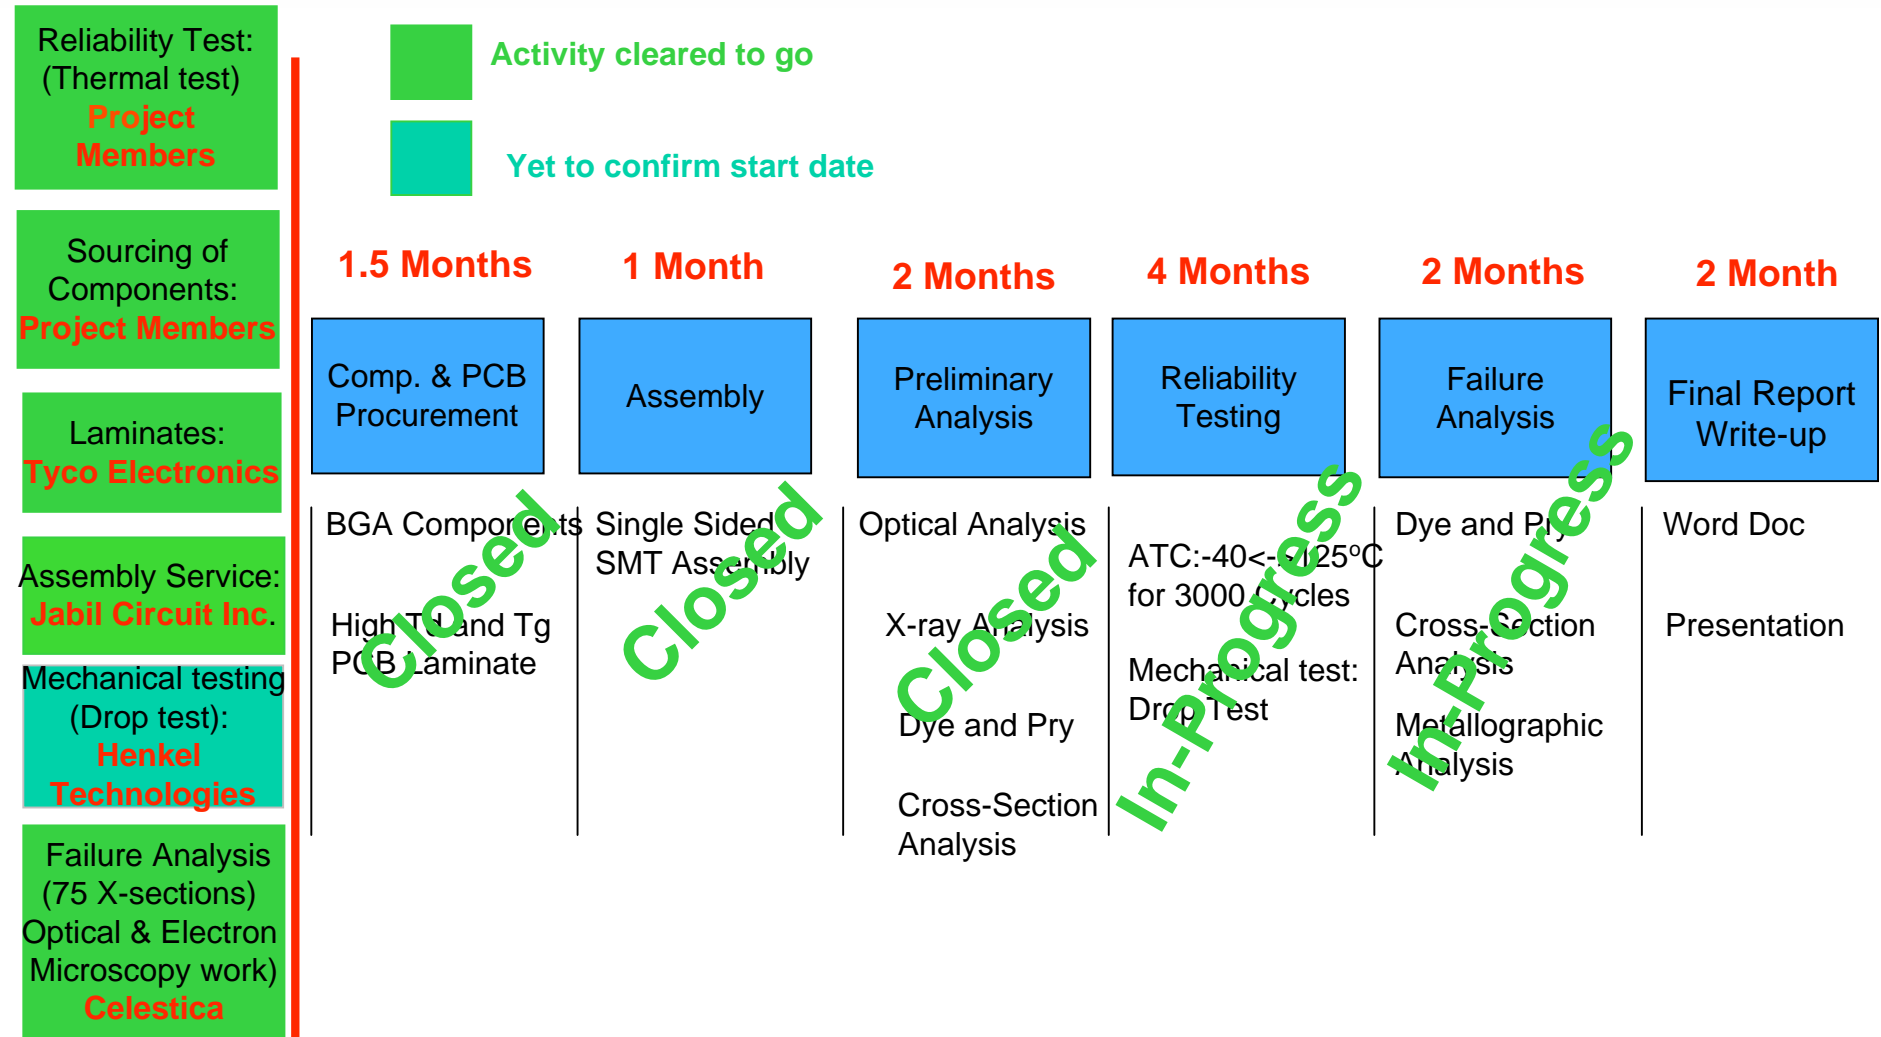 Reliability Test:
(Thermal test)
Project
Members
Sourcing of
Components:
Project Members
Laminates:
Tyco Electronics
Assembly Service:
Jabil Circuit Inc.
Mechanical testing
(Drop test):
Henkel
Technologies
Failure Analysis
(75 X-sections)
Optical & Electron
Microscopy work)
Celestica
Activity cleared to go
Yet to confirm start date
1.5 Months
Comp. & PCB
Procurement
BGA Components
High Td and Tg
PCB Laminate
Closed
1 Month
Assembly
Single Sided
SMT Assembly
Closed
2 Months
Preliminary
Analysis
Optical Analysis
X-ray Analysis
Dye and Pry
Cross-Section
Analysis
Closed
4 Months
Reliability
Testing
ATC:-40<->125ºC
for 3000 Cycles
Mechanical test:
Drop Test
In-Progress
2 Months
Failure
Analysis
Dye and Pry
Cross-Section
Analysis
Metallographic
Analysis
In-Progress
2 Month
Final Report
Write-up
Word Doc
Presentation